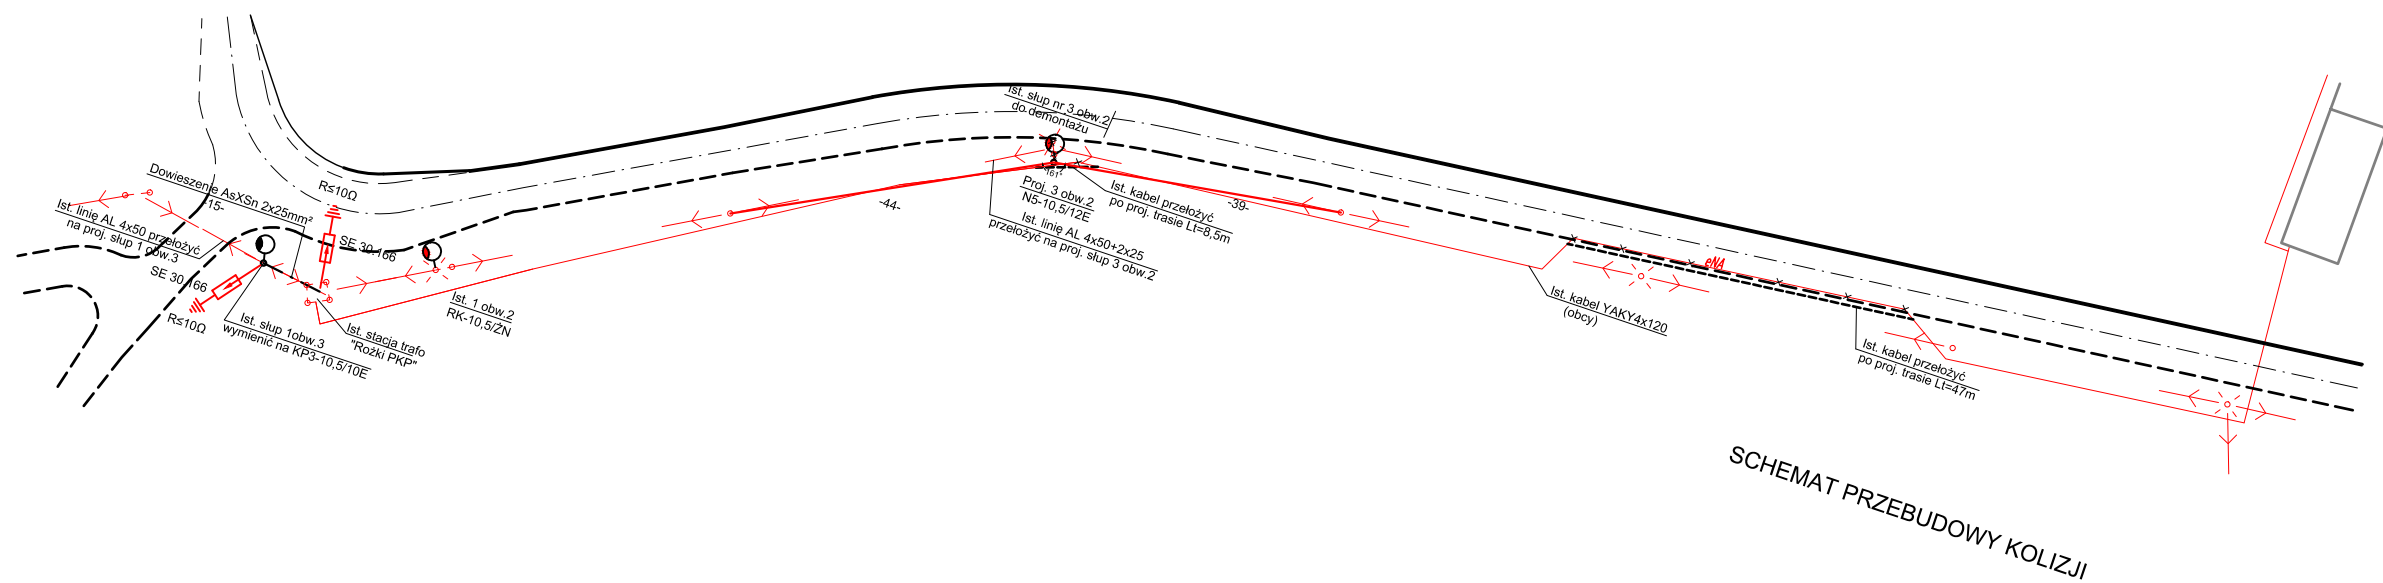 Dowieszenie AsXSn 2x25mm²
R≤10Ω
-15-
Ist. linię AL 4x50 przełożyć
na proj. słup 1 obw.3
SE 30.166
SE 30.166
R≤10Ω
Ist. słup 1obw.3
wymienić na KP3-10,5/10E
Ist. stacja trafo
"Rożki PKP"
Ist. 1 obw.2
RK-10,5/ŻN
-44-
Ist. słup nr 3 obw.2
do demontażu
-161°-
Proj. 3 obw.2
N5-10,5/12E
Ist. linię AL 4x50+2x25
przełożyć na proj. słup 3 obw.2
Ist. kabel przełożyć
po proj. trasie Lt=8,5m
-39-
eNA
Ist. kabel YAKY4x120
(obcy)
Ist. kabel przełożyć
po proj. trasie Lt=47m
SCHEMAT PRZEBUDOWY KOLIZJI